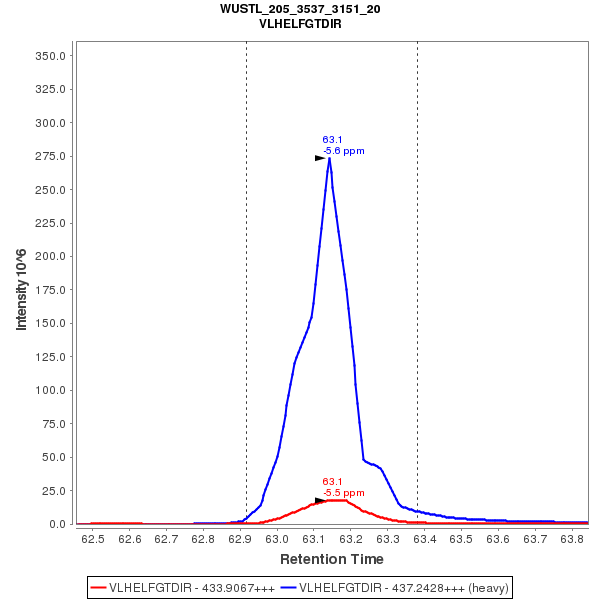 WUSTL_205_3537_3151_20
VLHELFGTDIR
Intensity 10^6
350.0
325.0
300.0
275.0
250.0
225.0
200.0
175.0
150.0
125.0
100.0
75.0
50.0
25.0
0.0
63.1
-5.6 ppm
63.1
-5.5 ppm
62.5 62.6 62.7 62.8 62.9 63.0 63.1 63.2 63.3 63.4 63.5 63.6 63.7 63.8
Retention Time
VLHELFGTDIR - 433.9067+++ VLHELFGTDIR - 437.2428+++ (heavy)